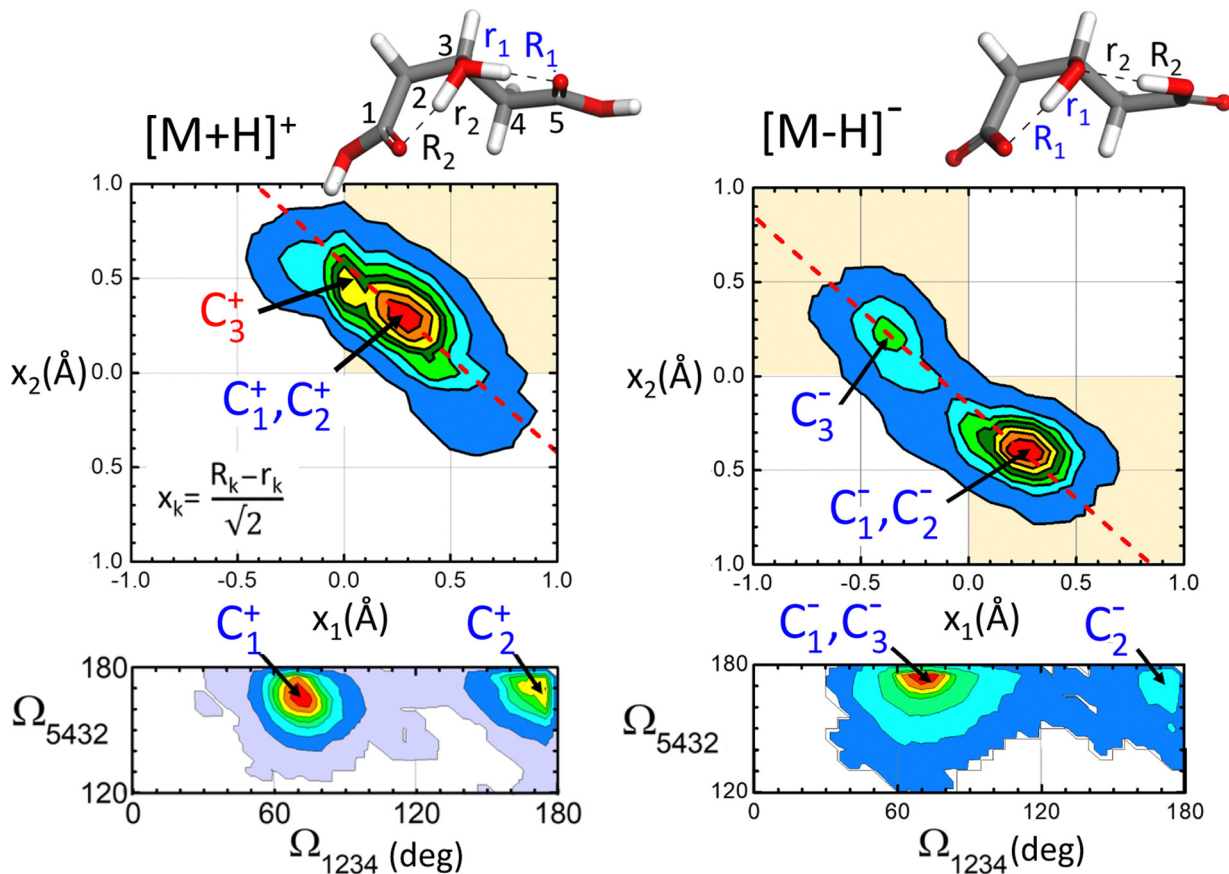 [M+H]⁺
3
r₁
R₁
1
2
r₂
4
5
R₂
[M-H]⁻
r₂
R₂
r₁
R₁
1.0
0.5
x₂(Å) 0.0
0.5
1.0
C₃⁺
C₁⁺,C₂⁺
xₖ= Rₖ−rₖ
√2
-1.0 -0.5 0.0 0.5 1.0
x₁(Å)
1.0
0.5
x₂(Å) 0.0
0.5
1.0
C₃⁻
C₁⁻,C₂⁻
-1.0 -0.5 0.0 0.5 1.0
x₁(Å)
C₁⁺
C₂⁺
180
Ω₅₄₃₂
120
0 60 120 180
Ω₁₂₃₄ (deg)
C₁⁻,C₃⁻
C₂⁻
180
Ω₅₄₃₂
120
0 60 120 180
Ω₁₂₃₄ (deg)